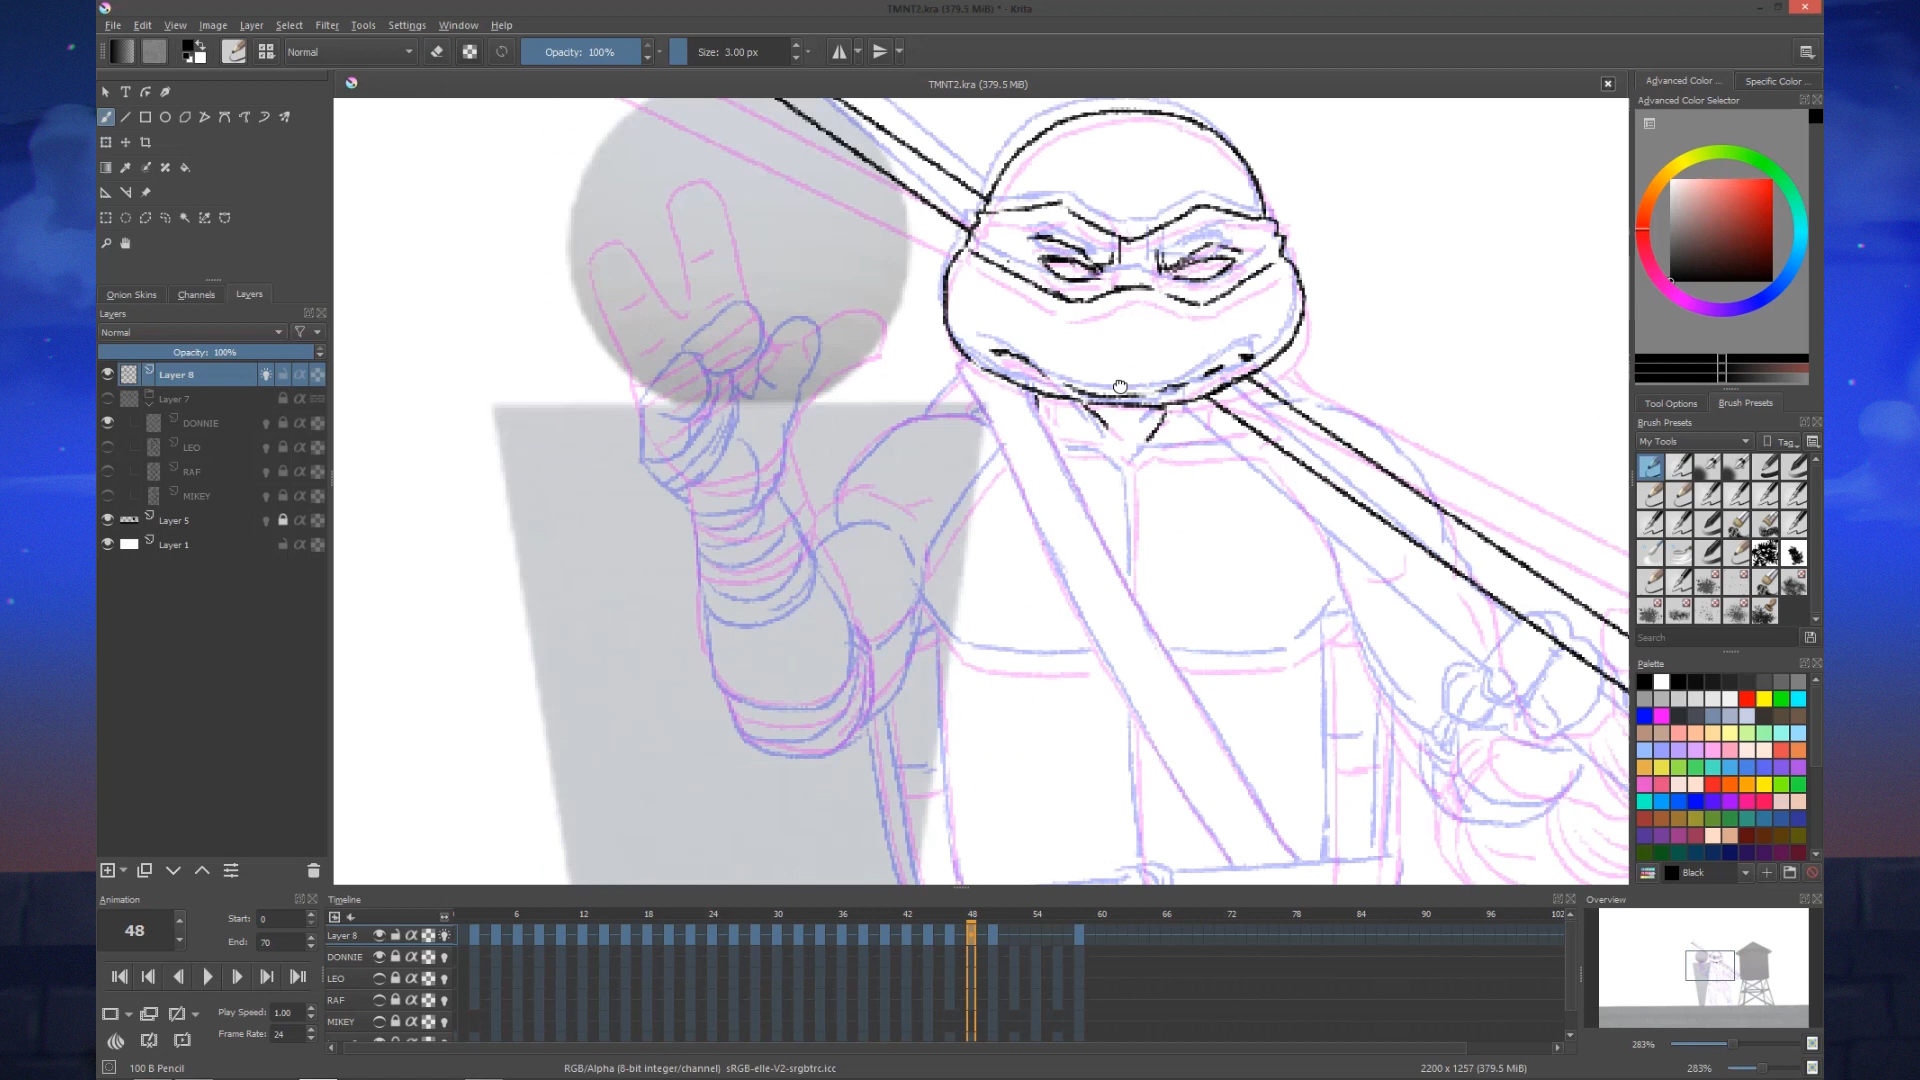 TMNT2.kra (379.5 MiB) * - Krita
File Edit View Image Layer Select Filter Tools Settings Window Help
Normal Opacity: 100% Size: 3.00 px
TMNT2.kra (379.5 MiB)
Advanced Color ... Specific Color ...
Advanced Color Selector
Onion Skins Channels Layers
Layers
Normal
Opacity: 100%
Layer 8
Layer 7
DONNIE
LEO
RAF
MIKEY
Layer 5
Layer 1
Tool Options Brush Presets
Brush Presets
My Tools Tag
Search
Palette
Black
Animation
48
Start: 0
End: 70
Play Speed: 1.00
Frame Rate: 24
Timeline
6 12 18 24 30 36 42 48 54 60 66 72 78 84 90 96 102
Layer 8
DONNIE
LEO
RAF
MIKEY
Overview
283%
100 B Pencil
RGB/Alpha (8-bit integer/channel) sRGB-elle-V2-srgbtrc.icc
2200 x 1257 (379.5 MiB)
283%